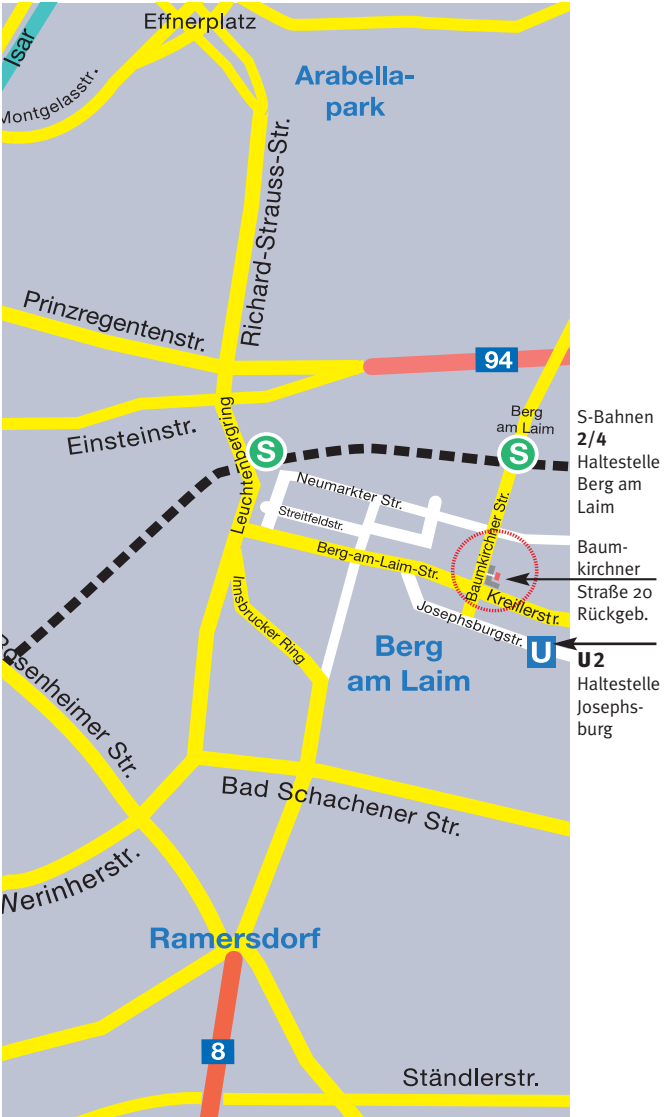 Effnerplatz
Isar
Montgelasstr.
Arabella-
park
Richard-Strauss-Str.
Prinzregentenstr.
94
Einsteinstr.
Leuchtenbergring
S
Berg
am Laim
S
S-Bahnen
2/4
Haltestelle
Berg am
Laim
Neumarkter Str.
Streitfeldstr.
Baumkirchner Str.
Berg-am-Laim-Str.
Kreillerstr.
Baum-
kirchner
Straße 20
Rückgeb.
Innsbrucker Ring
Josephsburgstr.
U
U2
Haltestelle
Josephs-
burg
Berg
am Laim
Rosenheimer Str.
Bad Schachener Str.
Werinherstr.
Ramersdorf
8
Ständlerstr.